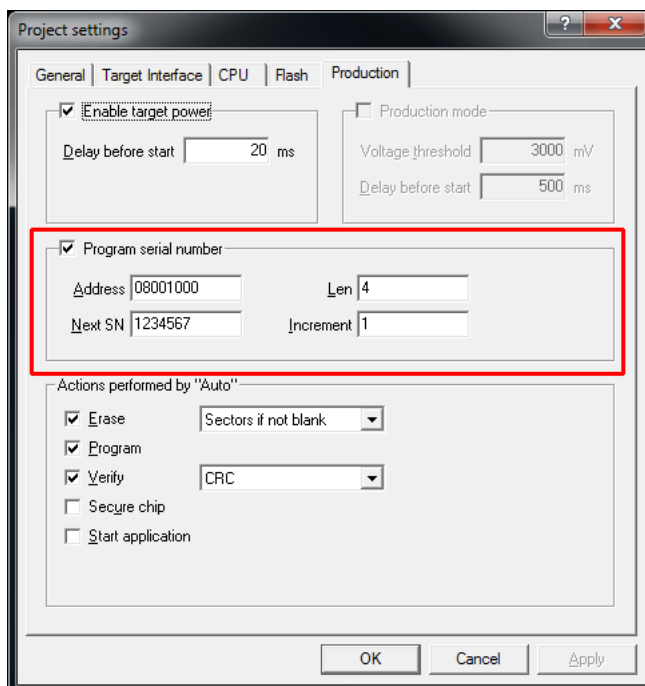 Project settings
General Target Interface CPU Flash Production
Enable target power
Delay before start 20 ms
Production mode
Voltage threshold 3000 mV
Delay before start 500 ms
Program serial number
Address 08001000 Len 4
Next SN 1234567 Increment 1
Actions performed by "Auto"
Erase Sectors if not blank
Program
Verify CRC
Secure chip
Start application
OK Cancel Apply